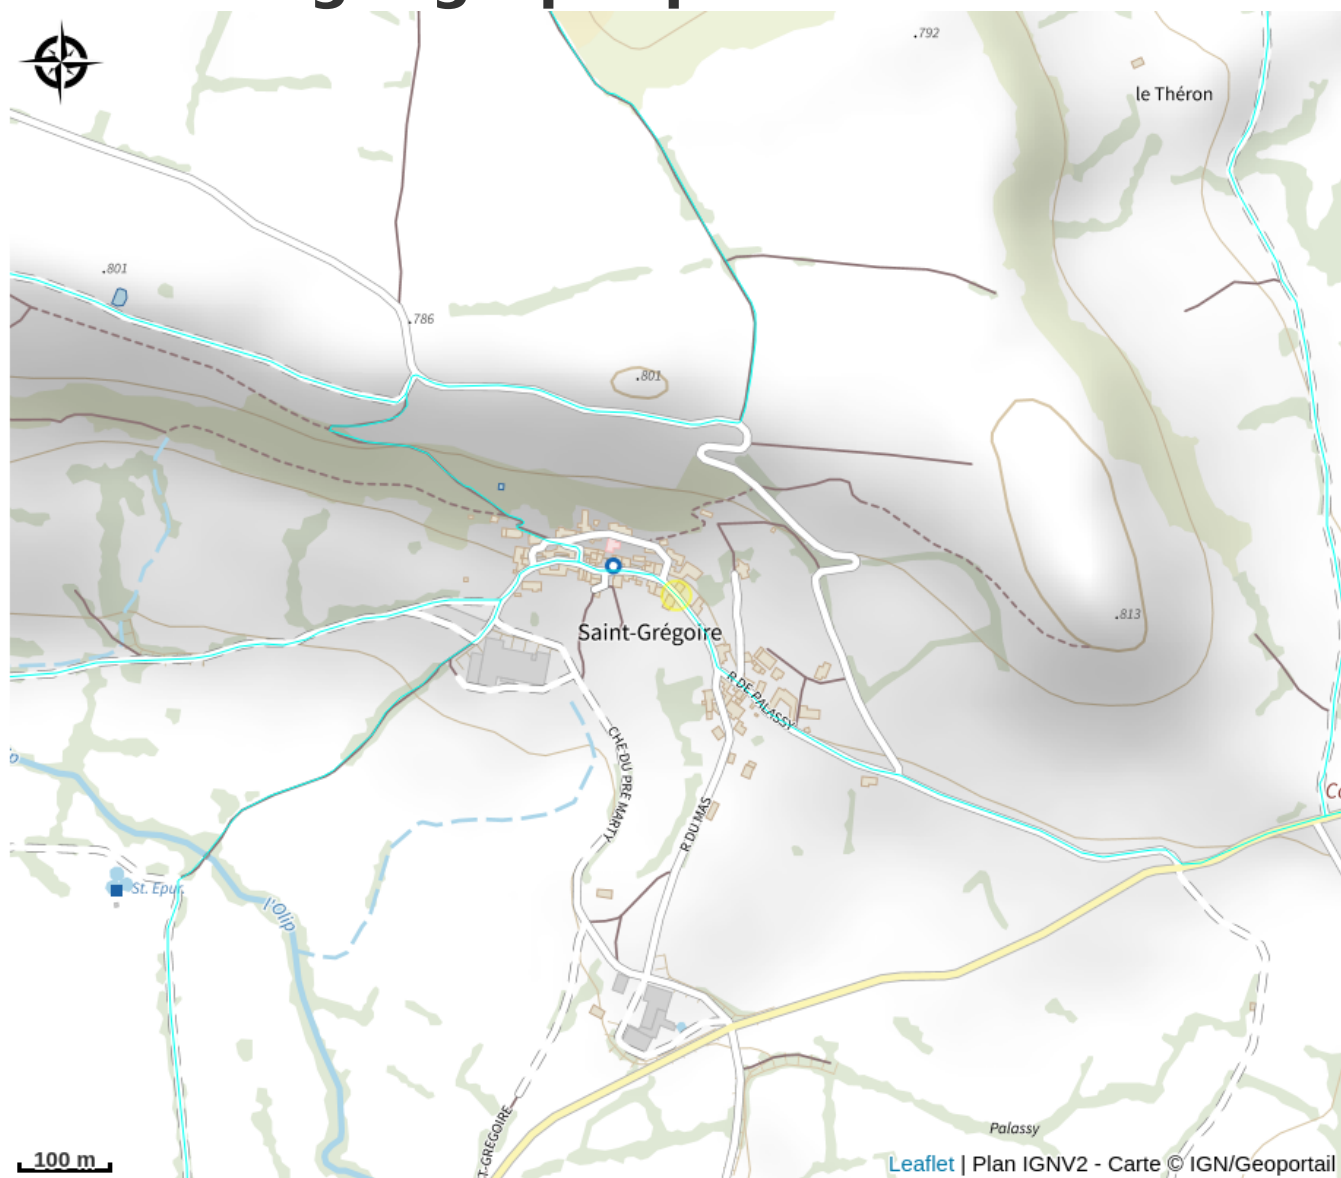 .792
le Théron
.801
.786
.801
.813
Saint-Grégoire
R DE PALASSY
CHE DU PRE MARTY
R DU MAS
St. Epur.
l'Olip
Palassy
100 m
Leaflet | Plan IGNV2 - Carte © IGN/Geoportail